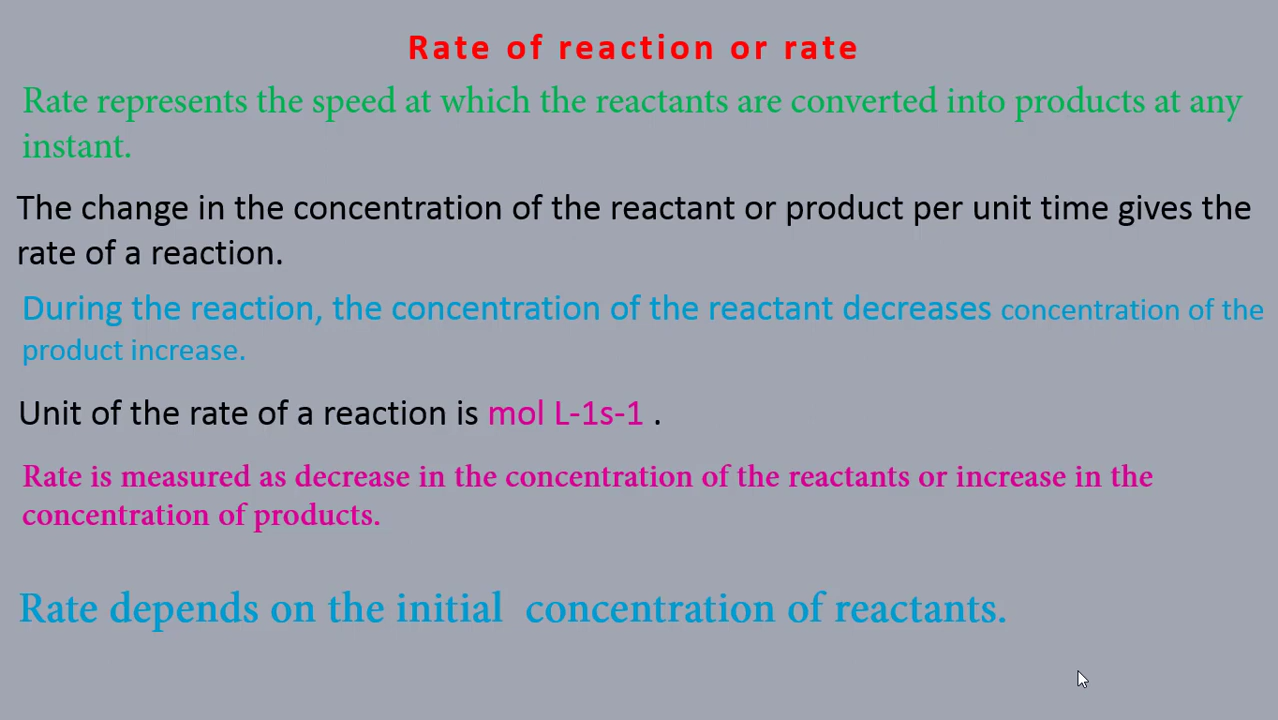 Rate of reaction or rate
Rate represents the speed at which the reactants are converted into products at any
instant.
The change in the concentration of the reactant or product per unit time gives the
rate of a reaction.
During the reaction, the concentration of the reactant decreases concentration of the
product increase.
Unit of the rate of a reaction is mol L-1s-1 .
Rate is measured as decrease in the concentration of the reactants or increase in the
concentration of products.
Rate depends on the initial  concentration of reactants.